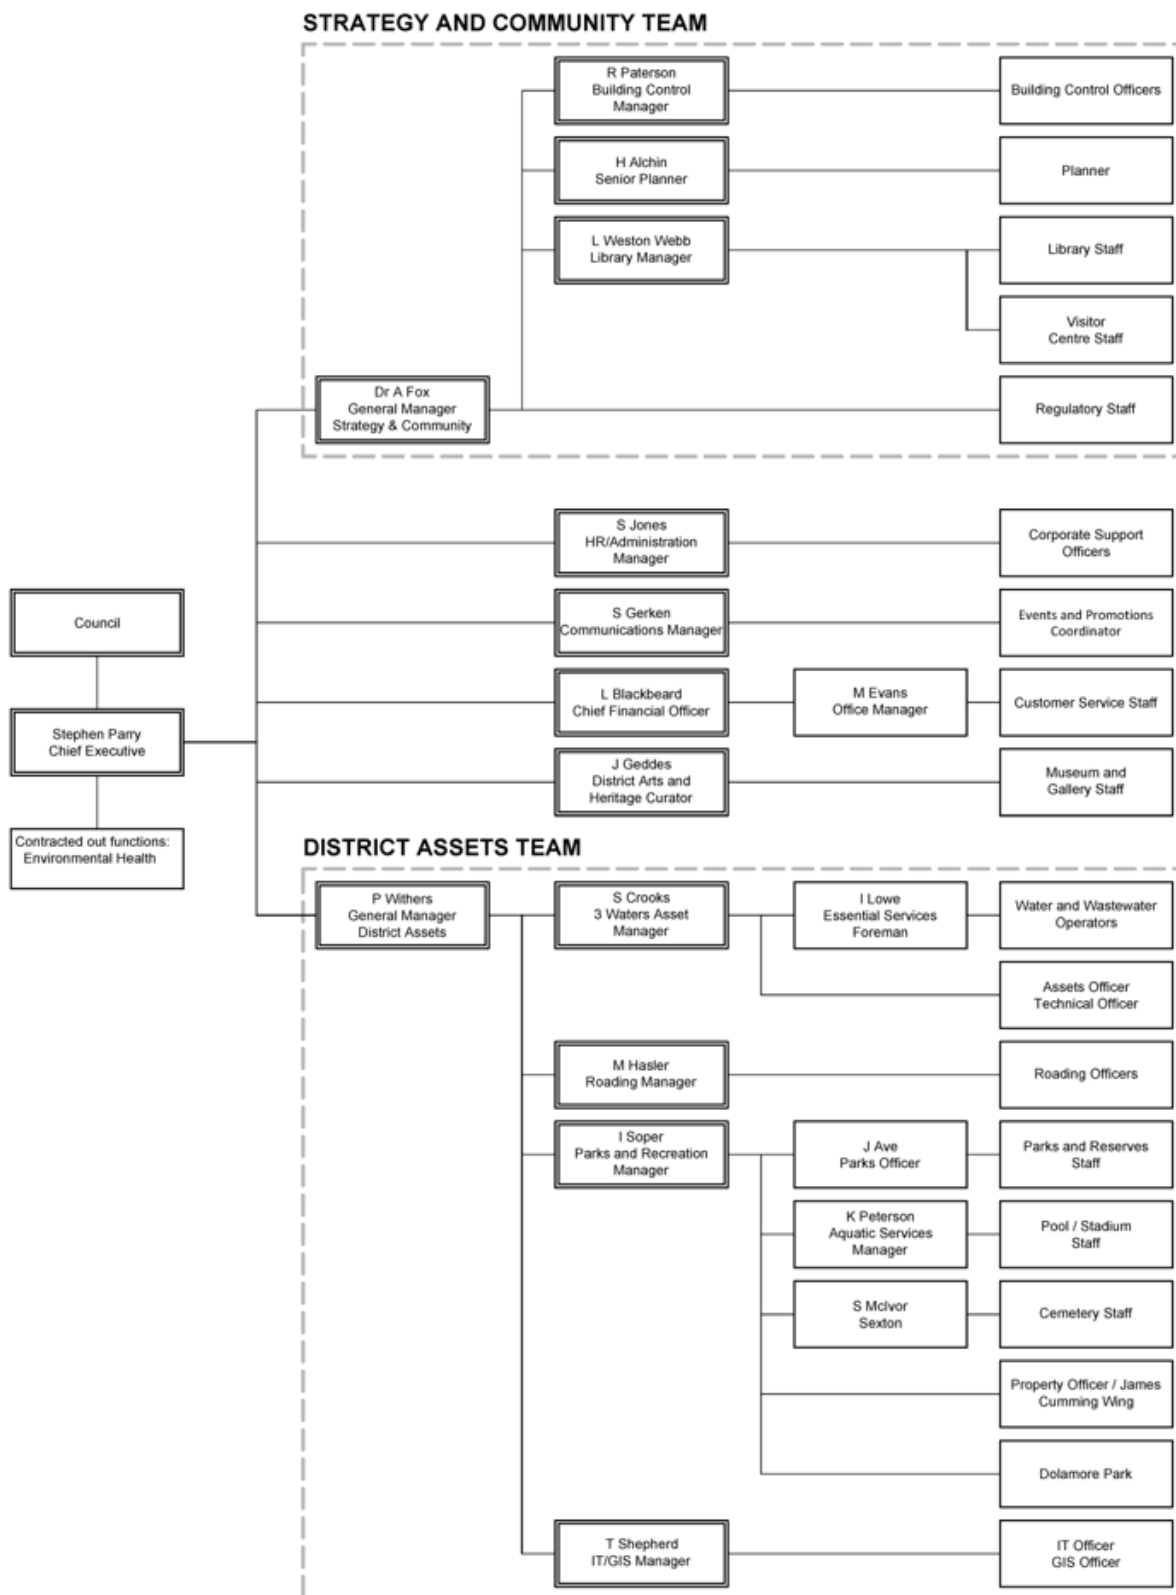 STRATEGY AND COMMUNITY TEAM
R Paterson
Building Control
Manager
Building Control Officers
H Alchin
Senior Planner
Planner
L Weston Webb
Library Manager
Library Staff
Visitor
Centre Staff
Dr A Fox
General Manager
Strategy & Community
Regulatory Staff
S Jones
HR/Administration
Manager
Corporate Support
Officers
Council
S Gerken
Communications Manager
Events and Promotions
Coordinator
Stephen Parry
Chief Executive
L Blackbeard
Chief Financial Officer
M Evans
Office Manager
Customer Service Staff
J Geddes
District Arts and
Heritage Curator
Museum and
Gallery Staff
Contracted out functions:
Environmental Health
DISTRICT ASSETS TEAM
P Withers
General Manager
District Assets
S Crooks
3 Waters Asset
Manager
I Lowe
Essential Services
Foreman
Water and Wastewater
Operators
Assets Officer
Technical Officer
M Hasler
Roading Manager
Roading Officers
I Soper
Parks and Recreation
Manager
J Ave
Parks Officer
Parks and Reserves
Staff
K Peterson
Aquatic Services
Manager
Pool / Stadium
Staff
S McIvor
Sexton
Cemetery Staff
Property Officer / James
Cumming Wing
Dolamore Park
T Shepherd
IT/GIS Manager
IT Officer
GIS Officer